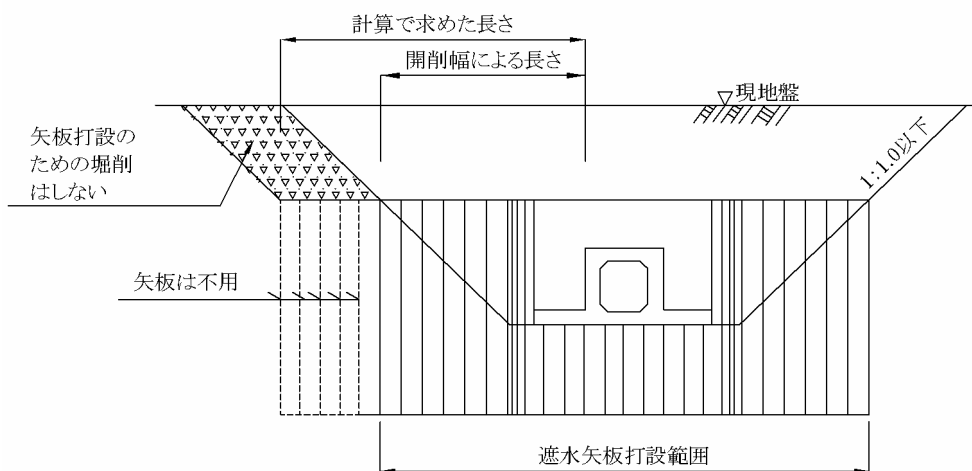 計算で求めた長さ
開削幅による長さ
現地盤
矢板打設の
ための堀削
はしない
1:1.0以下
矢板は不用
遮水矢板打設範囲